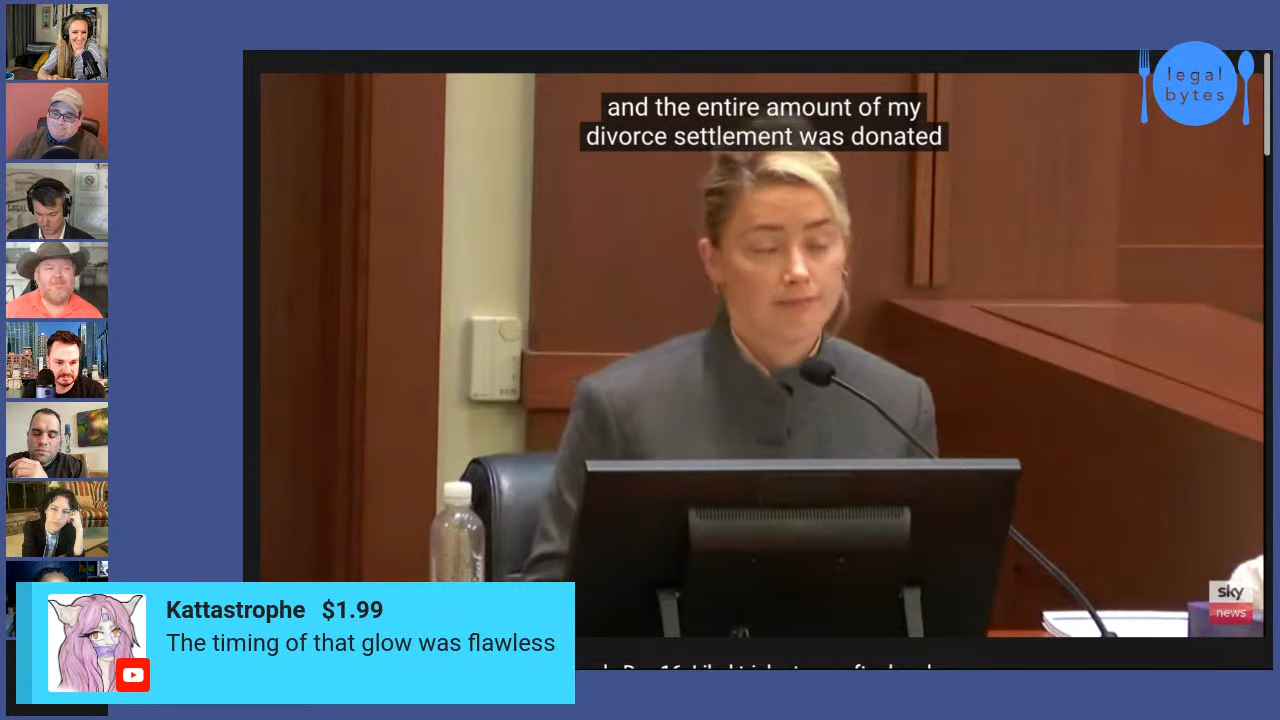 legal
bytes
and the entire amount of my
divorce settlement was donated
sky
news
Kattastrophe $1.99
The timing of that glow was flawless